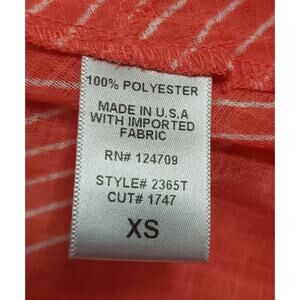 100% POLYESTER
MADE IN U.S.A
WITH IMPORTED
FABRIC
RN# 124709
STYLE# 2365T
CUT# 1747
XS